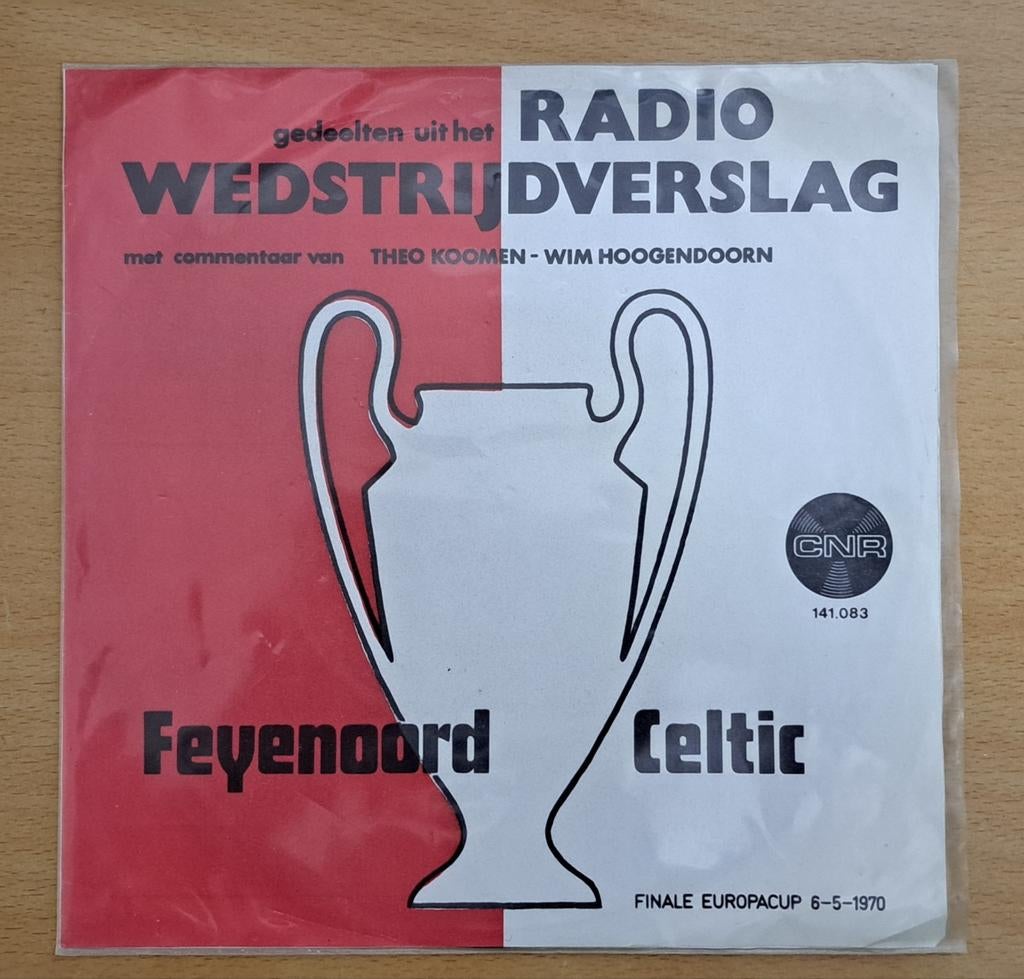 gedeelten uit het RADIO
WEDSTRIJDVERSLAG
met commentaar van THEO KOOMEN - WIM HOOGENDOORN
CNR
141.083
Feyenoord Celtic
FINALE EUROPACUP 6-5-1970